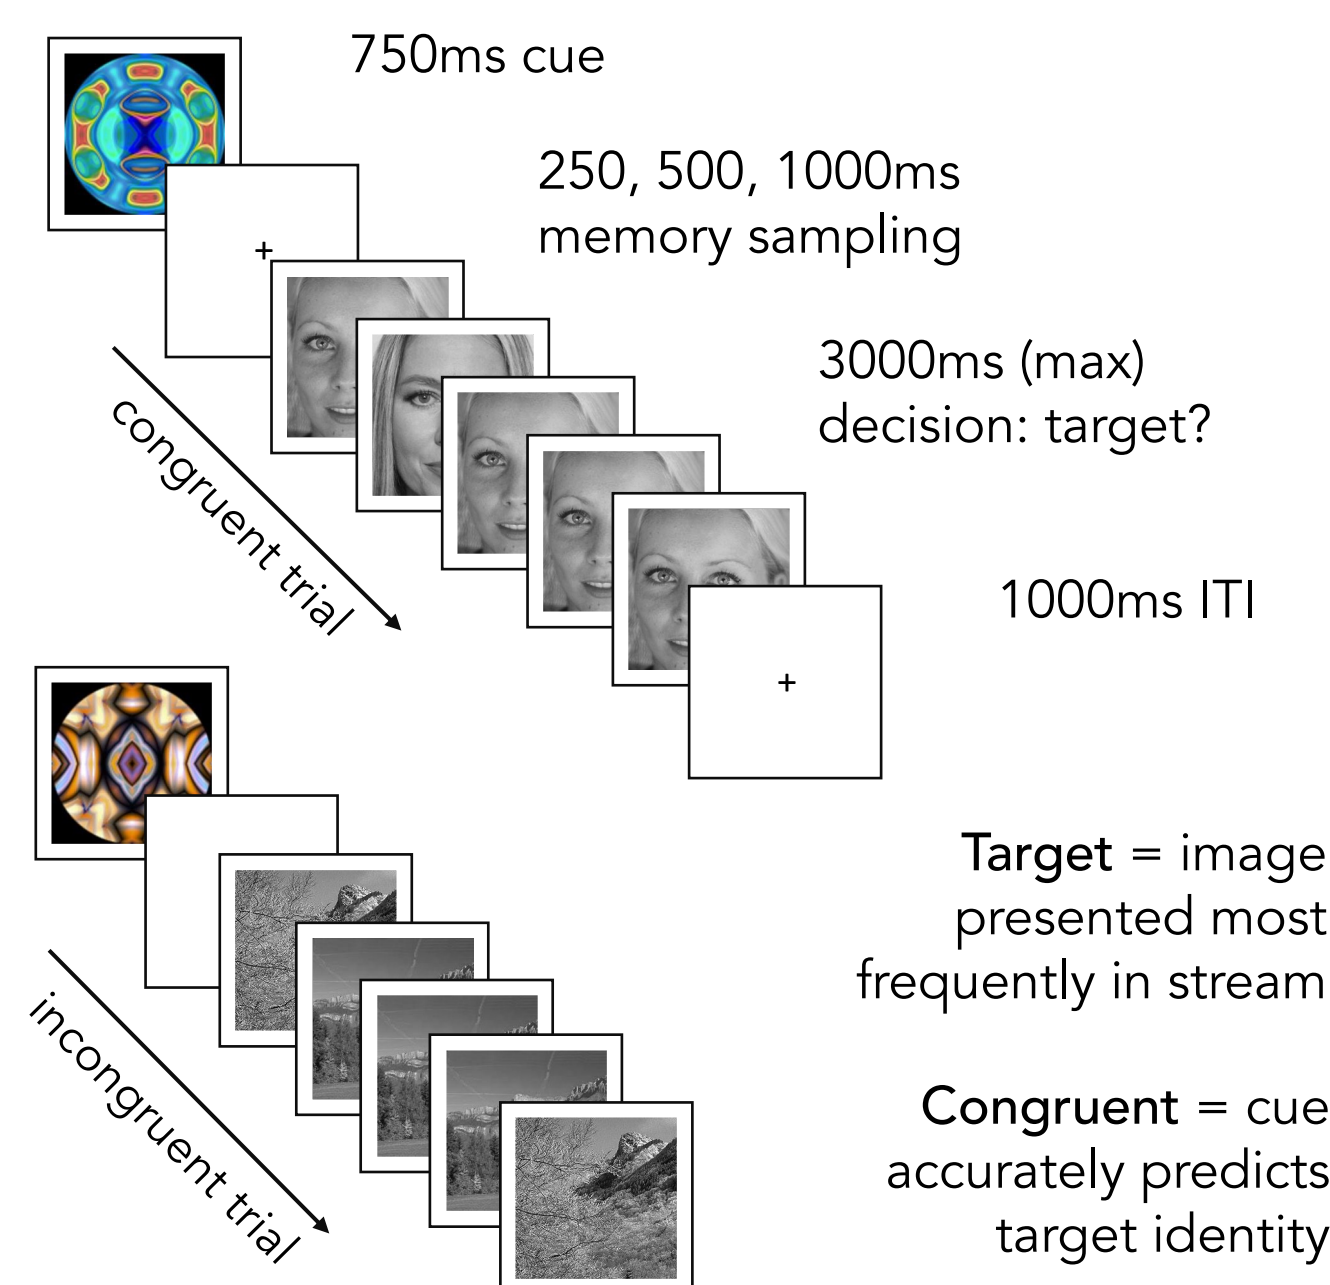 750ms cue
250, 500, 1000ms
memory sampling
3000ms (max)
decision: target?
congruent trial
1000ms ITI
Target = image
presented most
frequently in stream
incongruent trial
Congruent = cue
accurately predicts
target identity